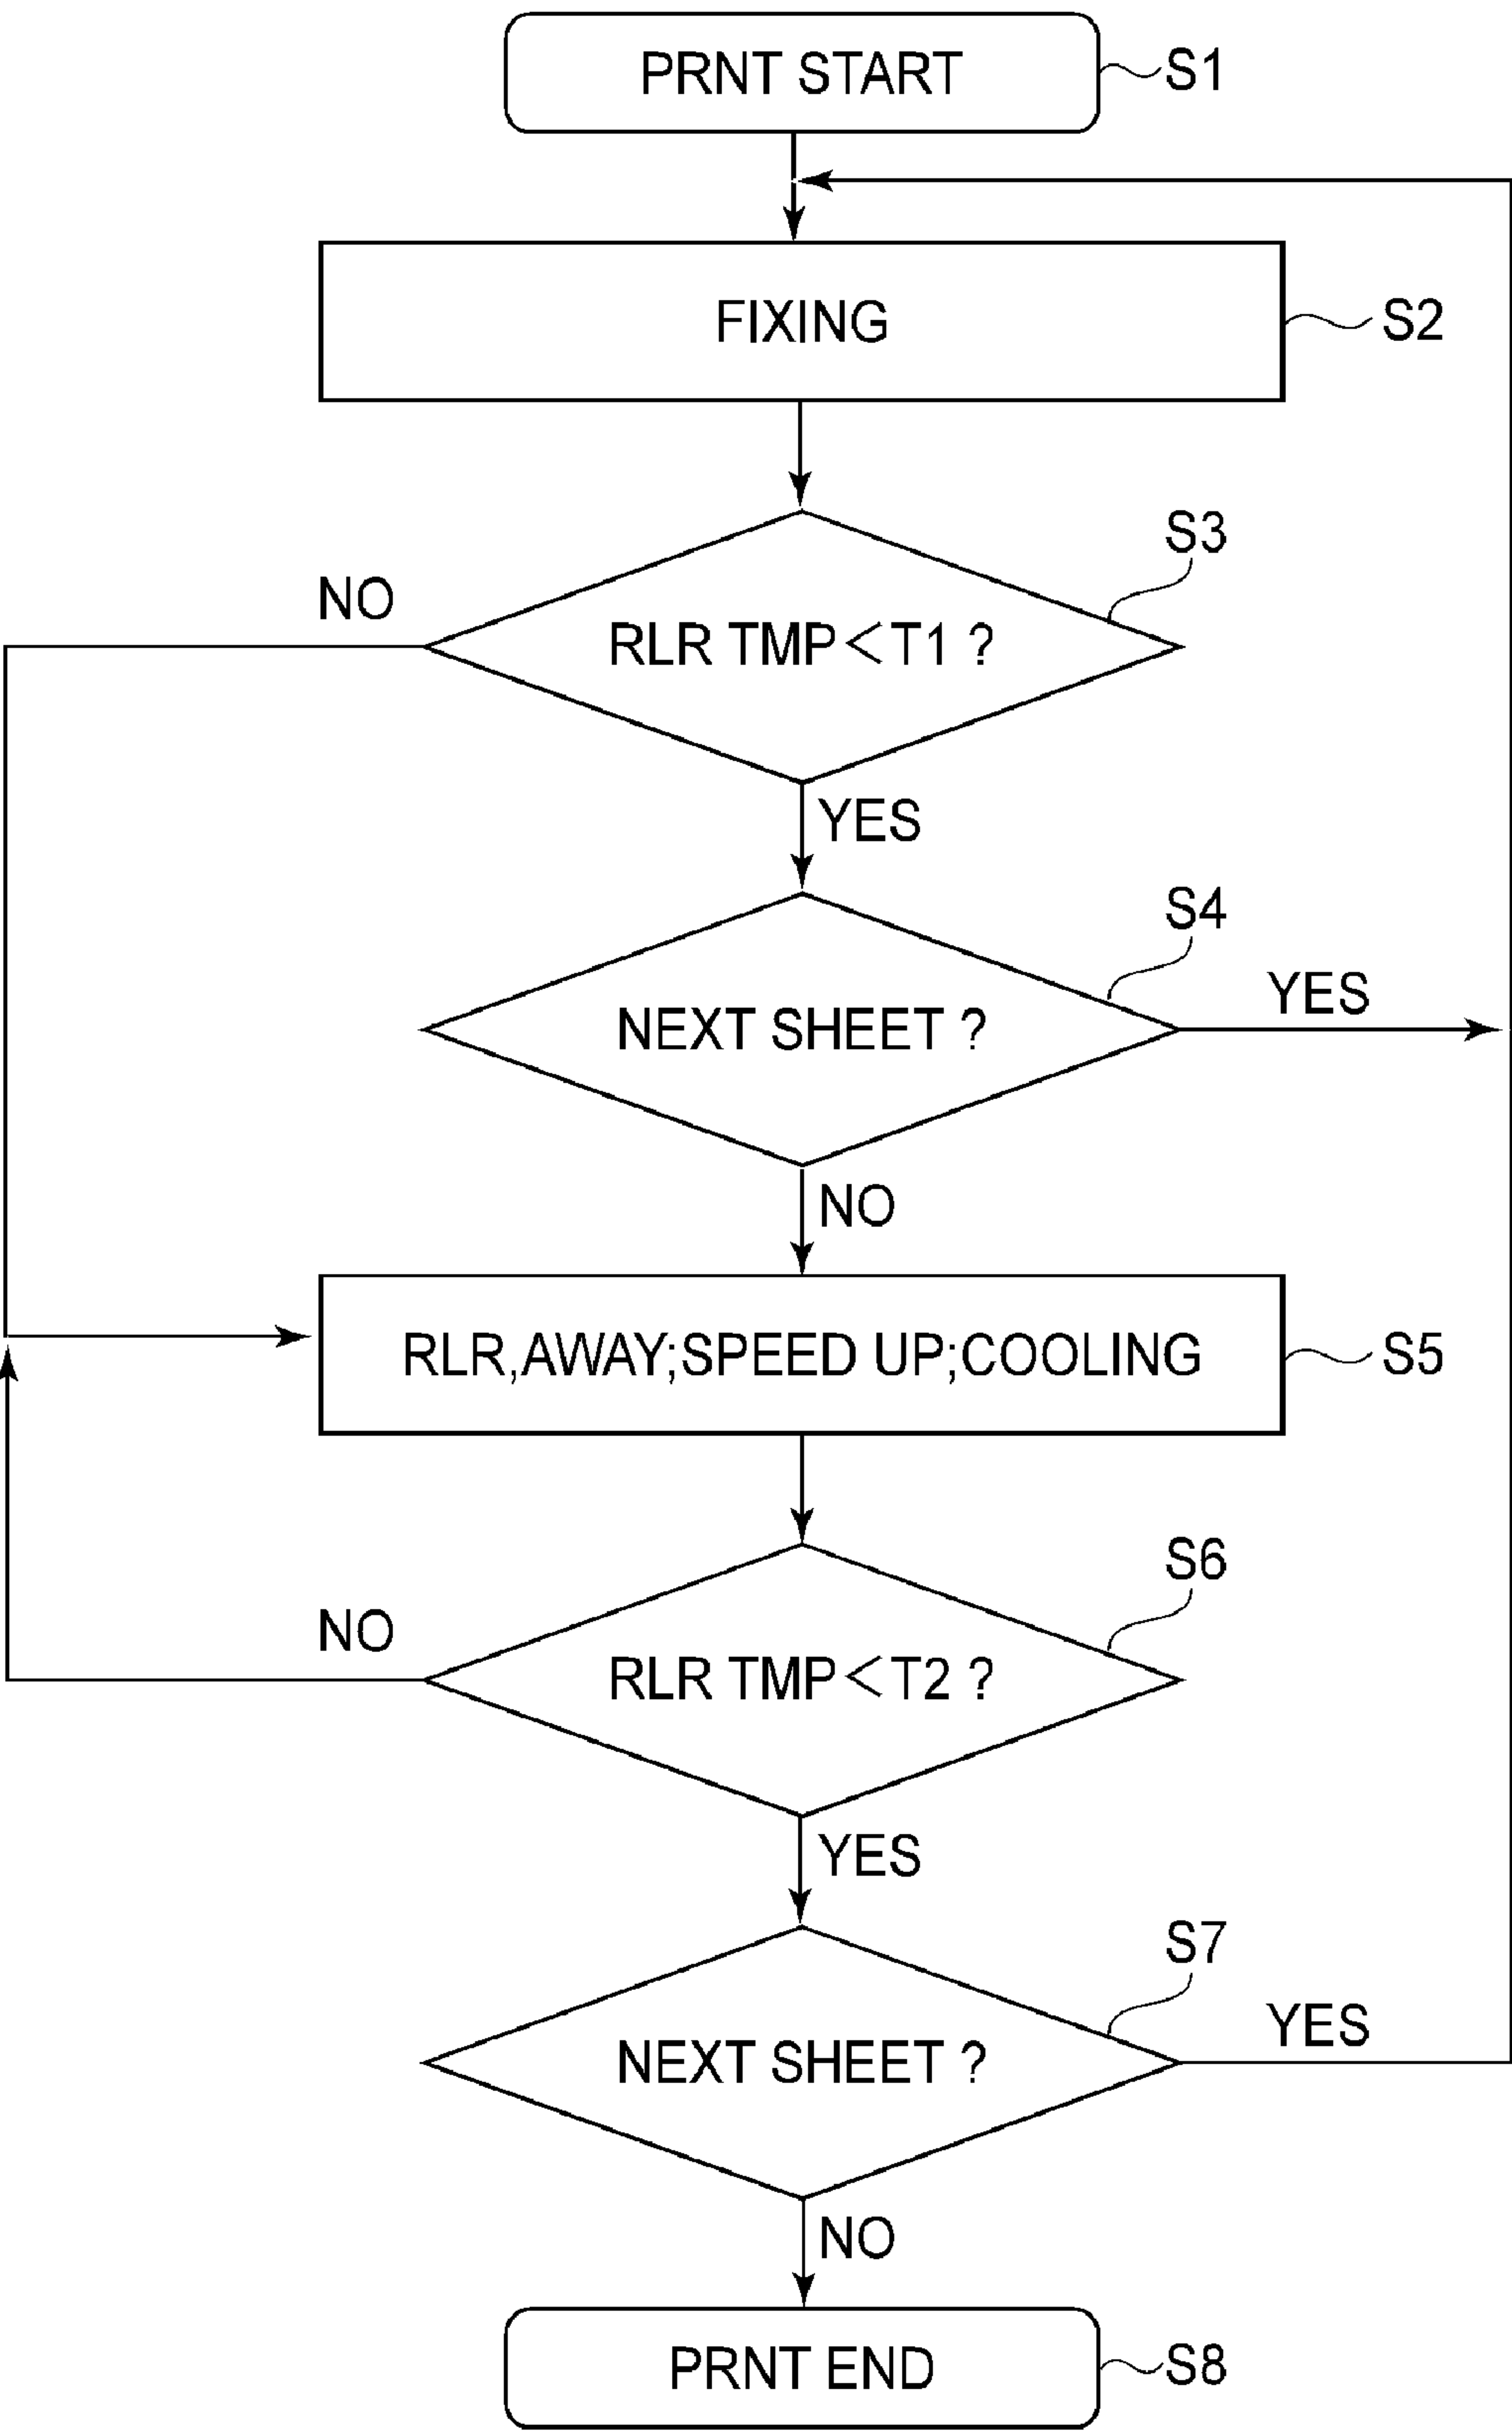 PRNT START
S1
FIXING
S2
S3
NO
RLR TMP<T1 ?
YES
S4
YES
NEXT SHEET ?
NO
RLR,AWAY;SPEED UP;COOLING
S5
S6
NO
RLR TMP<T2 ?
YES
S7
YES
NEXT SHEET ?
NO
PRNT END
S8